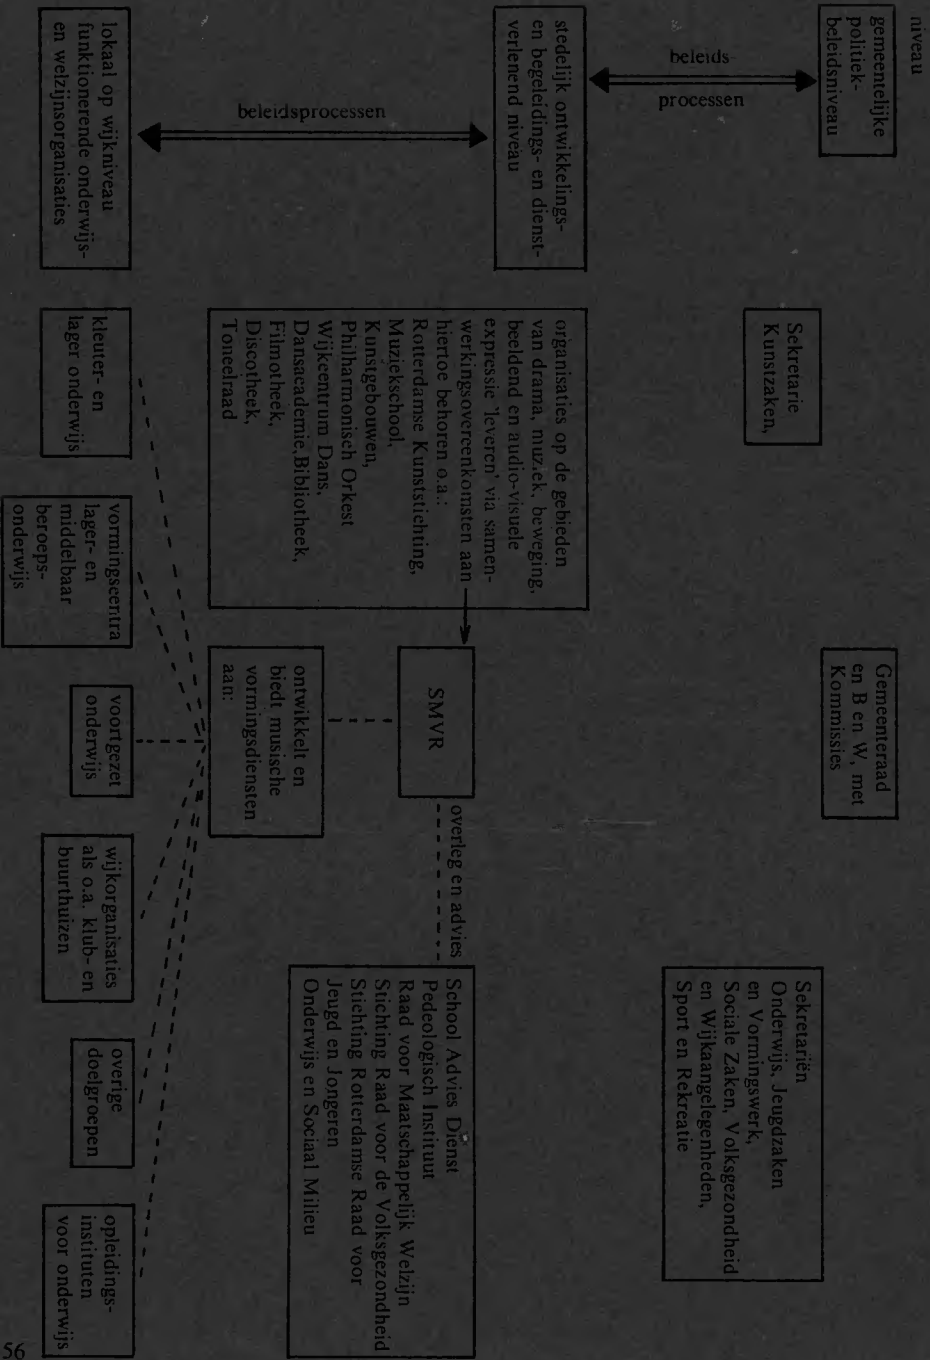 niveau
gemeentelijke
politiek-
beleidsniveau
Gemeenteraad
en B en W, met
Kommissies
Sekretarie
Kunstzaken,
Sekretariën
Onderwijs, Jeugdzaken
en Vormingswerk,
Sociale Zaken, Volksgezondheid
en Wijkaangelegenheden,
Sport en Rekreatie
beleids-
processen
stedelijk ontwikkelings-
en begeleidings- en dienst-
verlenend niveau
organisaties op de gebieden
van drama, muziek, beweging,
beeldend en audio-visuele
expressie 'leveren' via samen-
werkingsovereenkomsten aan
hiertoe behoren o.a.:
Rotterdamse Kunststichting,
Muziekschool,
Kunstgebouwen,
Philharmonisch Orkest
Wijkcentrum Dans,
Dansacademie, Bibliotheek,
Filmotheek,
Discotheek,
Toneelraad
SMVR
overleg en advies
School Advies Dienst
Pedeologisch Instituut
Raad voor Maatschappelijk Welzijn
Stichting Raad voor de Volksgezondheid
Stichting Rotterdamse Raad voor
Jeugd en Jongeren
Onderwijs en Sociaal Milieu
ontwikkelt en
biedt musische
vormingsdiensten
aan:
beleidsprocessen
lokaal op wijkniveau
funktionerende onderwijs-
en welzijnsorganisaties
kleuter- en
lager onderwijs
vormingseentra
lager- en
middelbaar
beroeps-
onderwijs
voortgezet
onderwijs
wijkorganisaties
als o.a. klub- en
buurthuizen
overige
doelgroepen
opleidings-
instituten
voor onderwijs
56